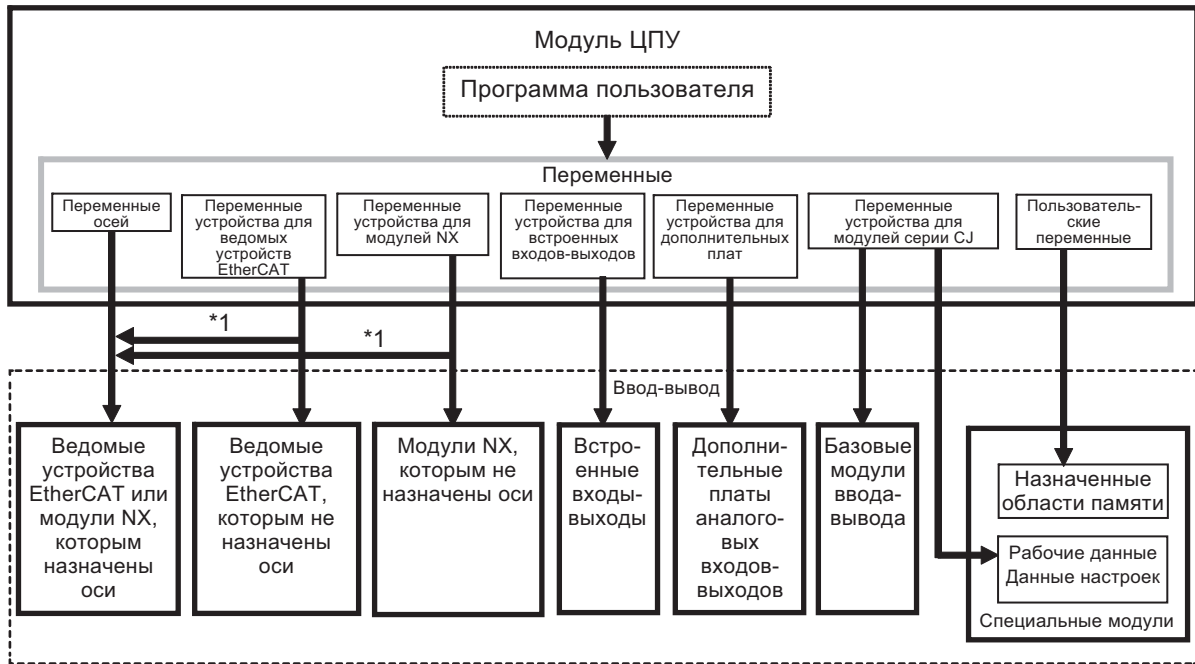 Модуль ЦПУ
Программа пользователя
Переменные
Переменные
осей
Переменные
устройства для
ведомых
устройств
EtherCAT
Переменные
устройства для
модулей NX
Переменные
устройства для
встроенных
входов-выходов
Переменные
устройства для
дополнительных
плат
Переменные
устройства для
модулей серии CJ
Пользователь-
ские
переменные
*1
*1
Ввод-вывод
Ведомые
устройства
EtherCAT или
модули NX,
которым
назначены
оси
Ведомые
устройства
EtherCAT,
которым не
назначены
оси
Модули NX,
которым не
назначены оси
Встро-
енные
входы-
выходы
Дополни-
тельные
платы
аналого-
вых
входов-
выходов
Базовые
модули
ввода-
вывода
Назначенные
области памяти
Рабочие данные
Данные настроек
Специальные модули